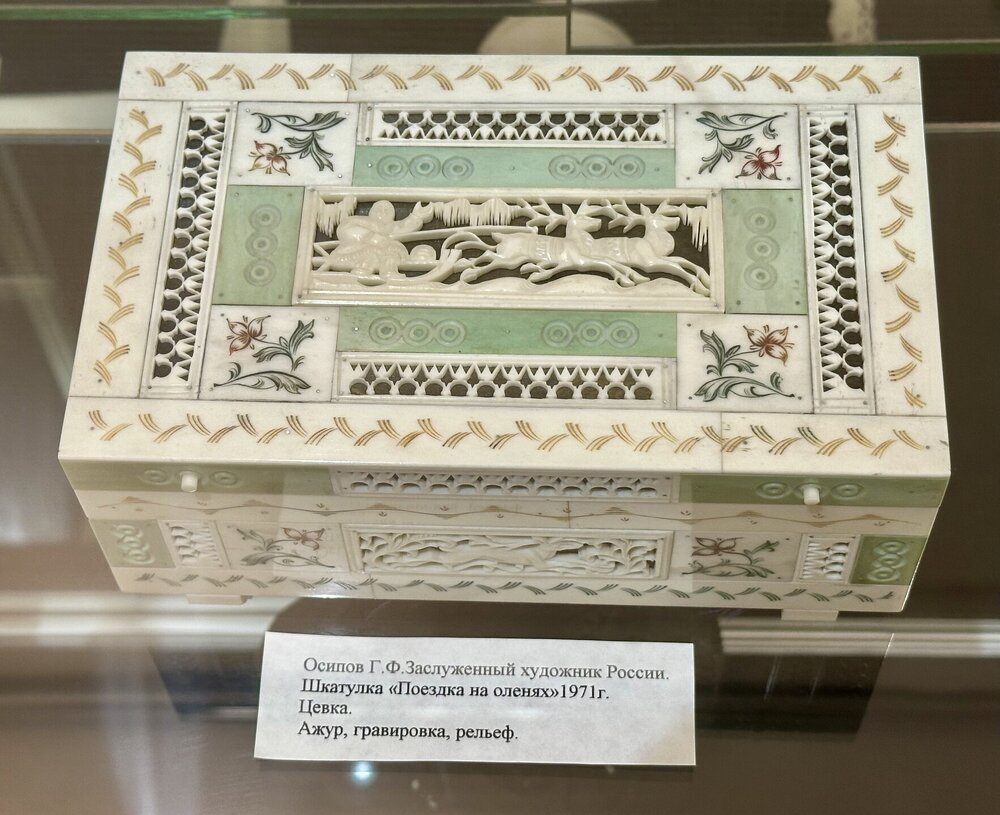 Осипов Г.Ф.Заслуженный художник России.
Шкатулка «Поездка на оленях»1971г.
Цевка.
Ажур, гравировка, рельеф.